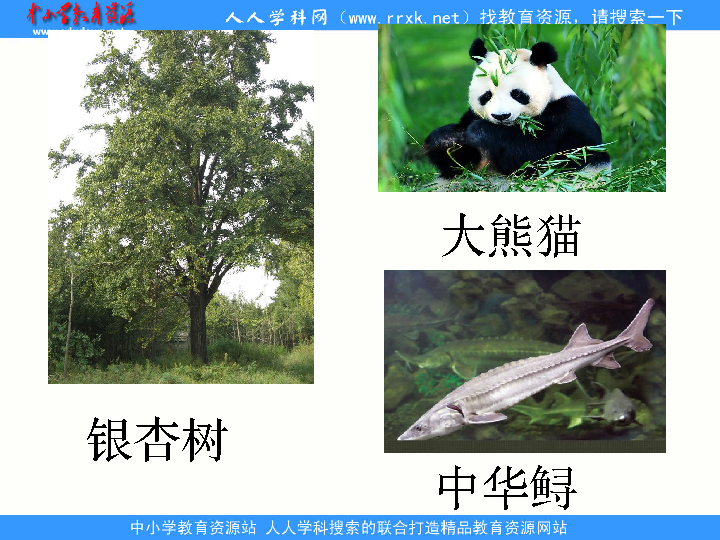 中小学教育资源
人人学科网（www.rrxk.net）找教育资源，请搜索一下
大熊猫
银杏树
中华鲟
中小学教育资源站 人人学科搜索的联合打造精品教育资源网站